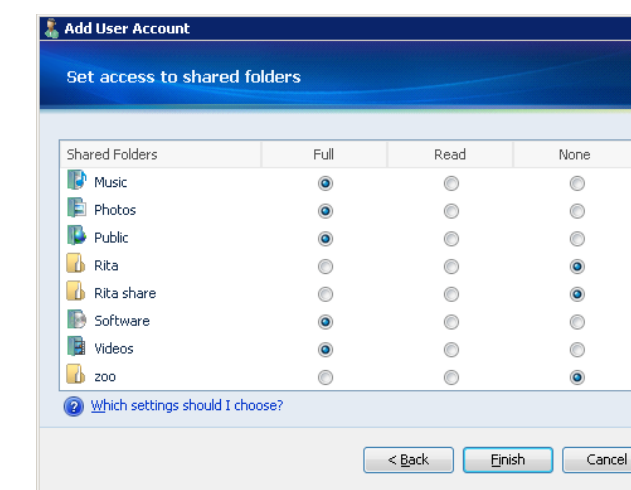 Add User Account
Set access to shared folders
Shared Folders Full Read None
Music
Photos
Public
Rita
Rita share
Software
Videos
zoo
Which settings should I choose?
< Back Finish Cancel